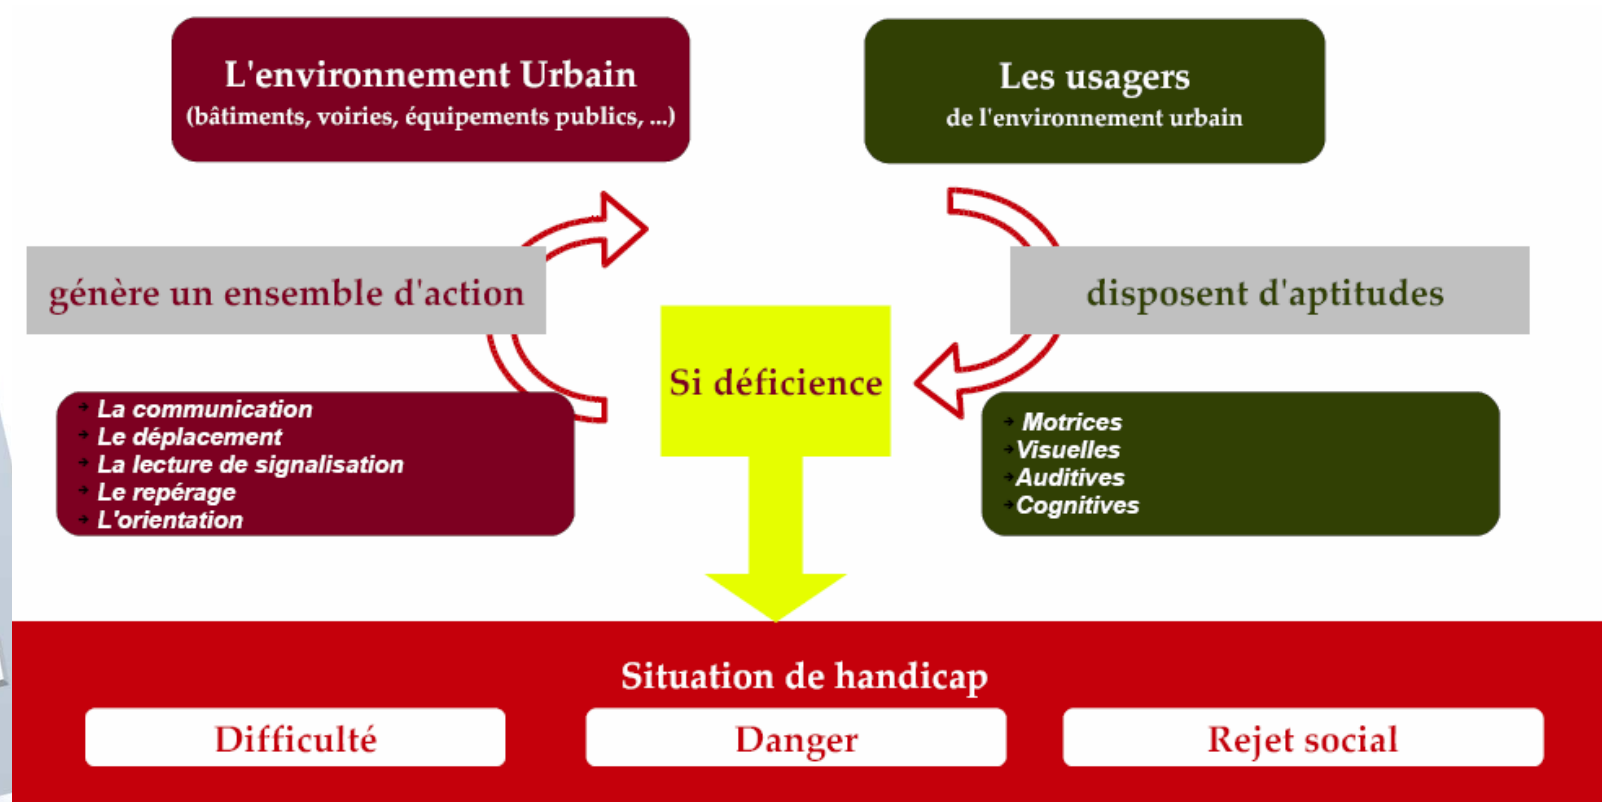 L'environnement Urbain
(bâtiments, voiries, équipements publics, ...)
Les usagers
de l'environnement urbain
génère un ensemble d'action
disposent d'aptitudes
Si déficience
La communication
Le déplacement
La lecture de signalisation
Le repérage
L'orientation
Motrices
Visuelles
Auditives
Cognitives
Situation de handicap
Difficulté
Danger
Rejet social